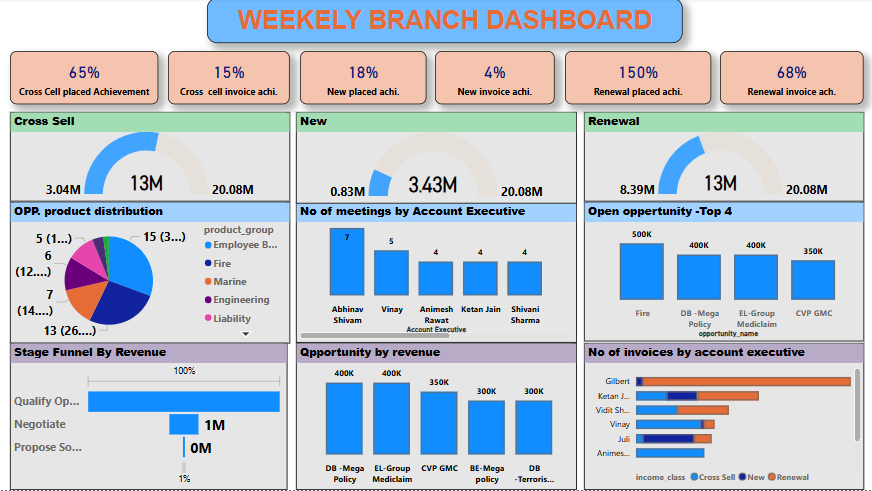 WEEKELY BRANCH DASHBOARD
65%
Cross Cell placed Achievement
15%
Cross cell invoice achi.
18%
New placed achi.
4%
New invoice achi.
150%
Renewal placed achi.
68%
Renewal invoice achi.
Cross Sell
3.04M
13M
20.08M
New
0.83M
3.43M
20.08M
Renewal
8.39M
13M
20.08M
OPP. product distribution
15 (3...)
13 (26....)
7
(14....)
6
(12....)
5 (1...)
product_group
Employee B...
Fire
Marine
Engineering
Liability
No of meetings by Account Executive
7
5
4
4
4
Abhinav
Shivam
Vinay
Animesh
Rawat
Ketan Jain
Shivani
Sharma
Account Executive
Open oppertunity -Top 4
500K
400K
400K
350K
Fire
DB -Mega
Policy
EL-Group
Mediclaim
CVP GMC
opportunity_name
Stage Funnel By Revenue
100%
Qualify Op...
Negotiate
1M
Propose So...
0M
1%
Qpportunity by revenue
400K
400K
350K
300K
300K
DB -Mega
Policy
EL-Group
Mediclaim
CVP GMC
BE-Mega
policy
DB
-Terroris...
No of invoices by account executive
Gilbert
Ketan J...
Vidit Sh...
Vinay
Juli
Animes...
income_class
Cross Sell
New
Renewal